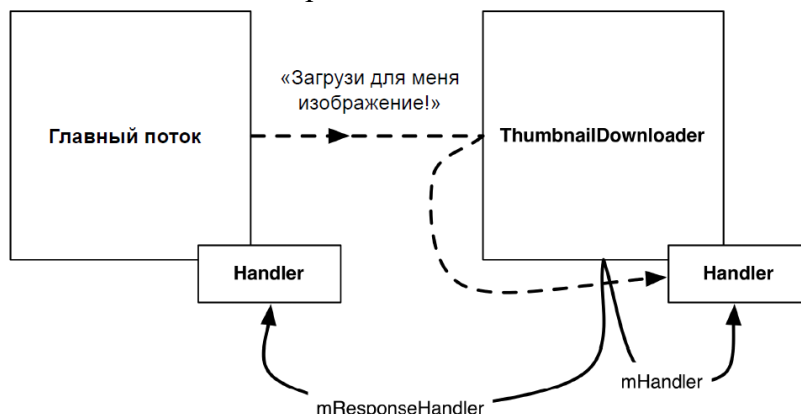 «Загрузи для меня
изображение!»
Главный поток
ThumbnailDownloader
Handler
Handler
mHandler
mResponseHandler